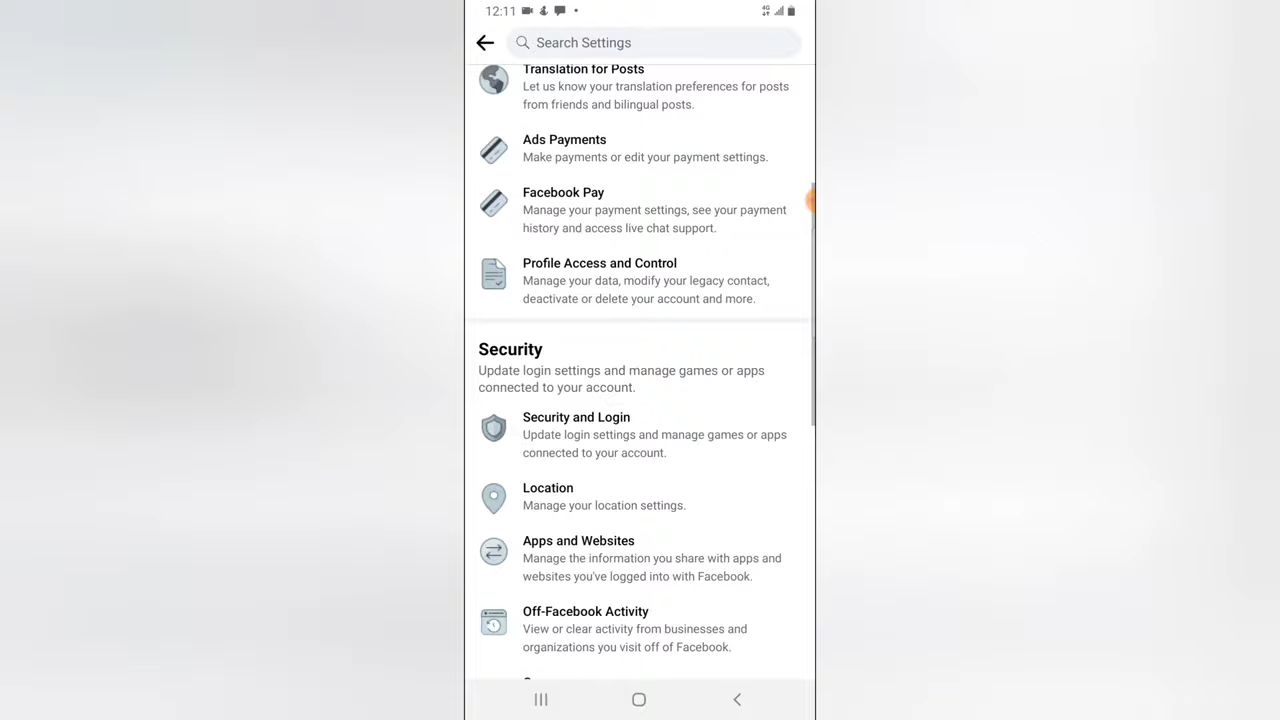 12:11
4G
Search Settings
Translation for Posts
Let us know your translation preferences for posts
from friends and bilingual posts.
Ads Payments
Make payments or edit your payment settings.
Facebook Pay
Manage your payment settings, see your payment
history and access live chat support.
Profile Access and Control
Manage your data, modify your legacy contact,
deactivate or delete your account and more.
Security
Update login settings and manage games or apps
connected to your account.
Security and Login
Update login settings and manage games or apps
connected to your account.
Location
Manage your location settings.
Apps and Websites
Manage the information you share with apps and
websites you've logged into with Facebook.
Off-Facebook Activity
View or clear activity from businesses and
organizations you visit off of Facebook.